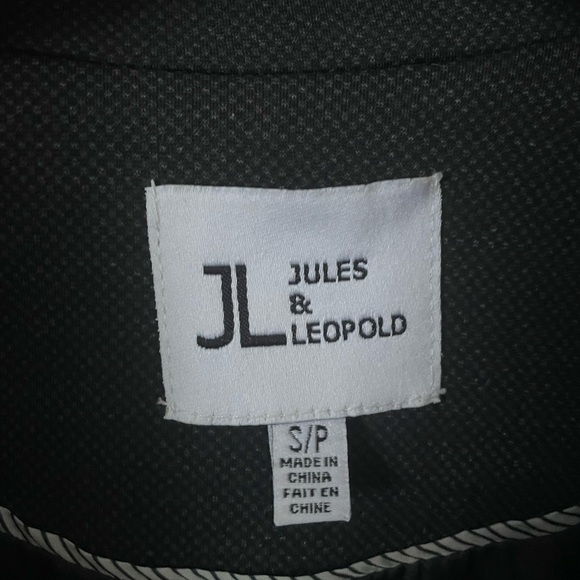 JL
JULES
&
LEOPOLD
S/P
MADE IN
CHINA
FAIT EN
CHINE